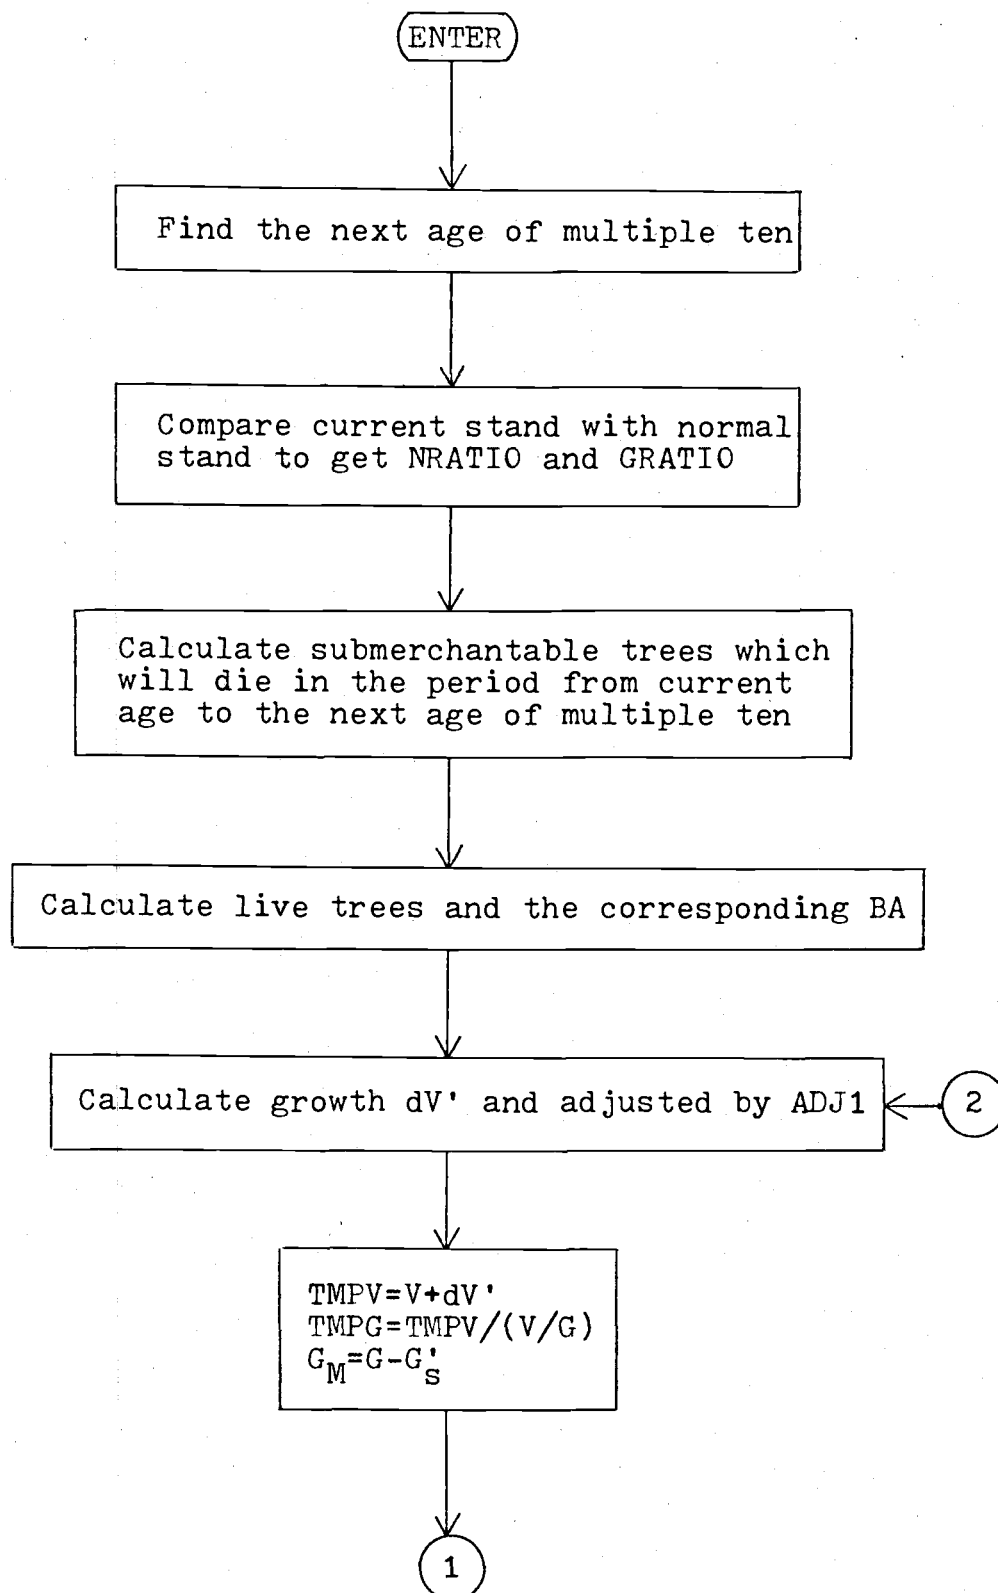 ENTER
Find the next age of multiple ten
Compare current stand with normal
stand to get NRATIO and GRATIO
Calculate submerchantable trees which
will die in the period from current
age to the next age of multiple ten
Calculate live trees and the corresponding BA
Calculate growth dV' and adjusted by ADJ1
2
TMPV=V+dV'
TMPG=TMPV/(V/G)
G_M=G-G'_s
1